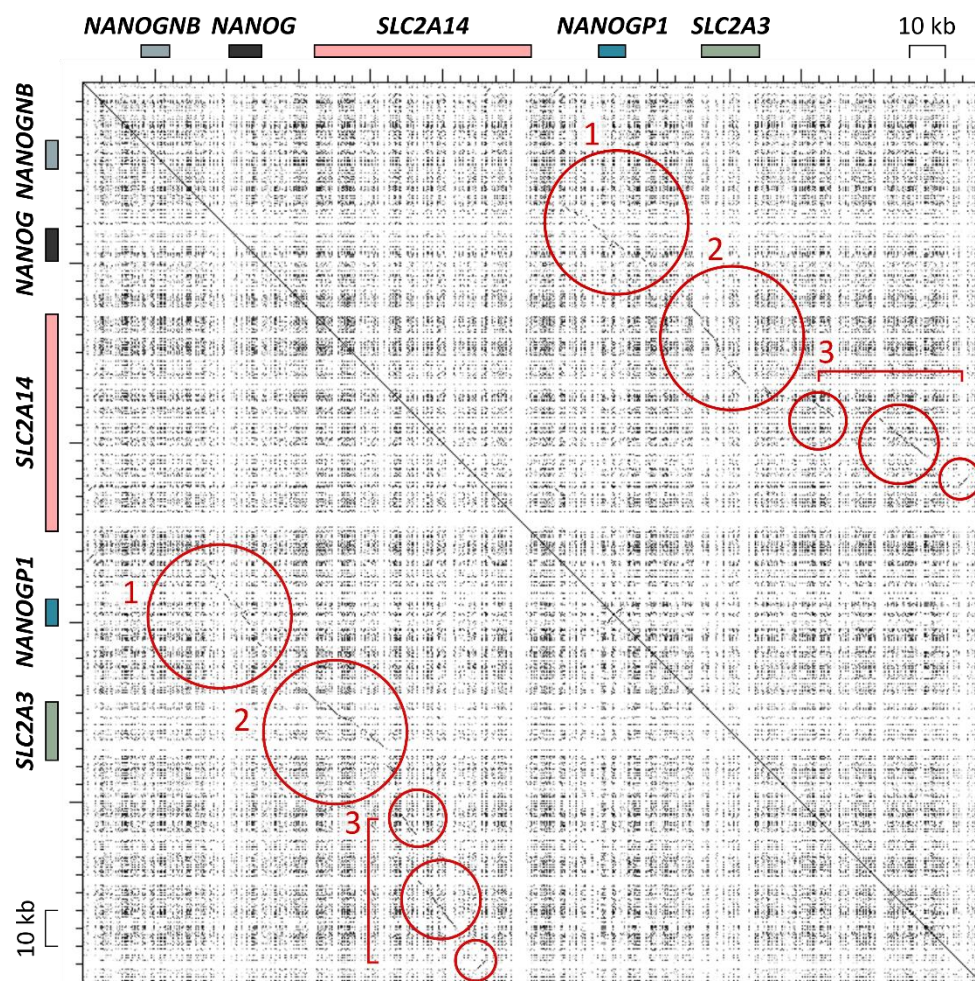 NANOGNB NANOG SLC2A14 NANOGP1 SLC2A3 10 kb
NANOGNB
NANOG
SLC2A14
NANOGP1
SLC2A3
10 kb
1
2
3
1
2
3